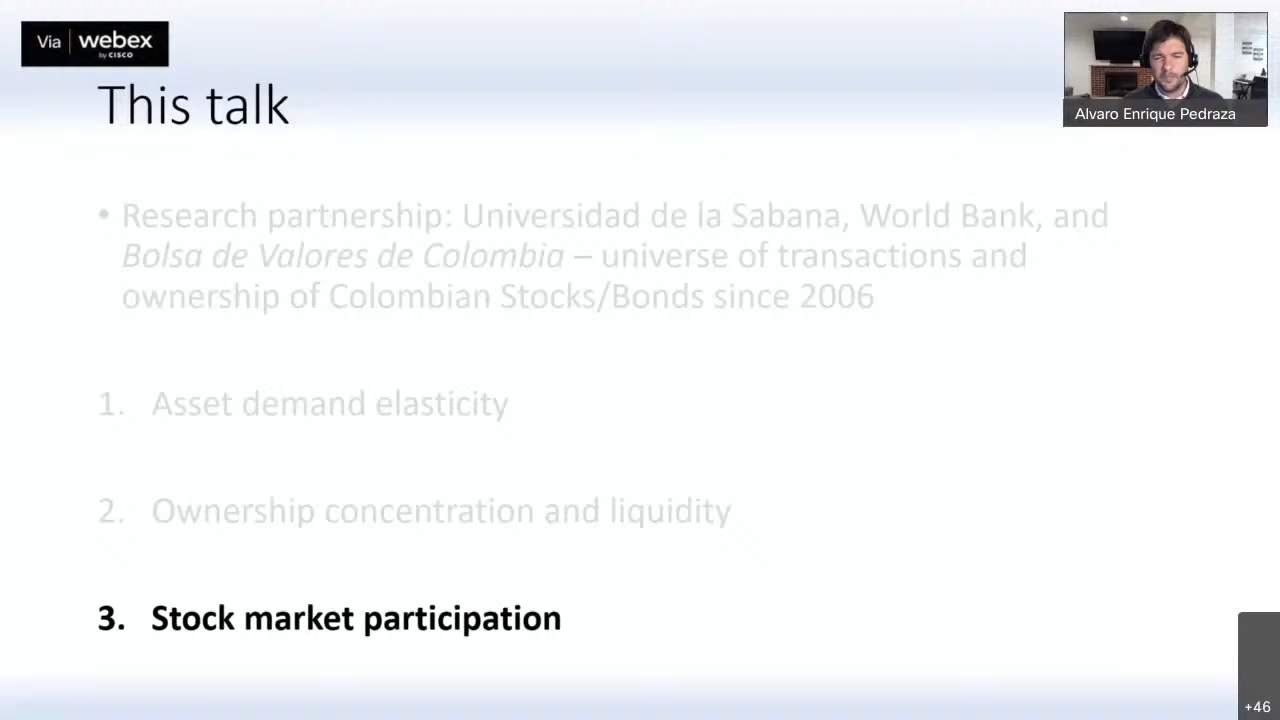 Via webex
by CISCO
This talk
Alvaro Enrique Pedraza
• Research partnership: Universidad de la Sabana, World Bank, and
Bolsa de Valores de Colombia – universe of transactions and
ownership of Colombian Stocks/Bonds since 2006
1. Asset demand elasticity
2. Ownership concentration and liquidity
3. Stock market participation
+46